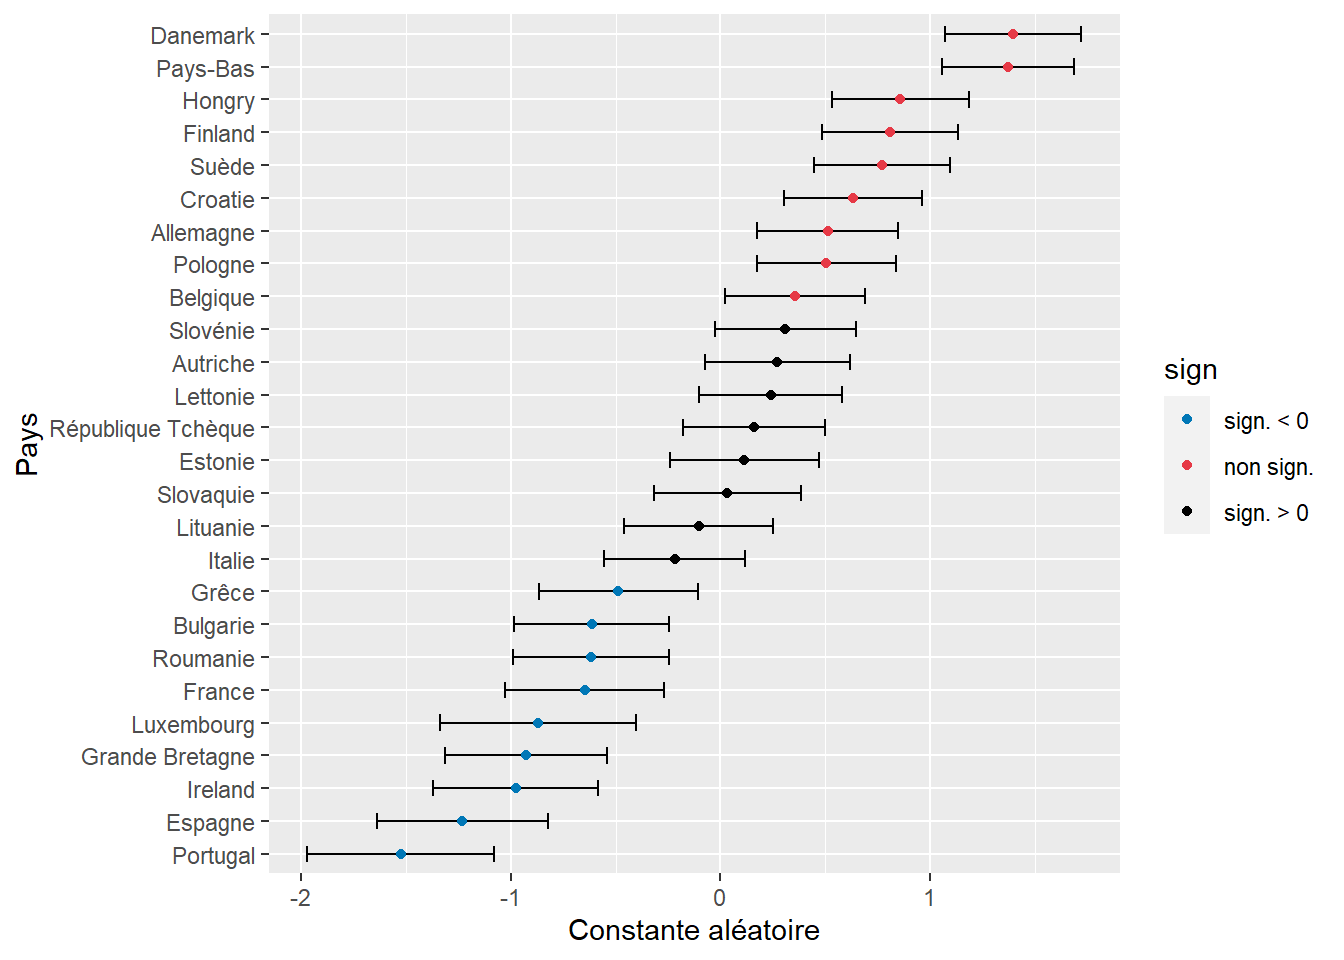 Danemark
Pays-Bas
Hongry
Finland
Suède
Croatie
Allemagne
Pologne
Belgique
Slovénie
Autriche
Lettonie
République Tchèque
Estonie
Slovaquie
Lituanie
Italie
Grêce
Bulgarie
Roumanie
France
Luxembourg
Grande Bretagne
Ireland
Espagne
Portugal
Pays
-2 -1 0 1
Constante aléatoire
sign
sign. < 0
non sign.
sign. > 0